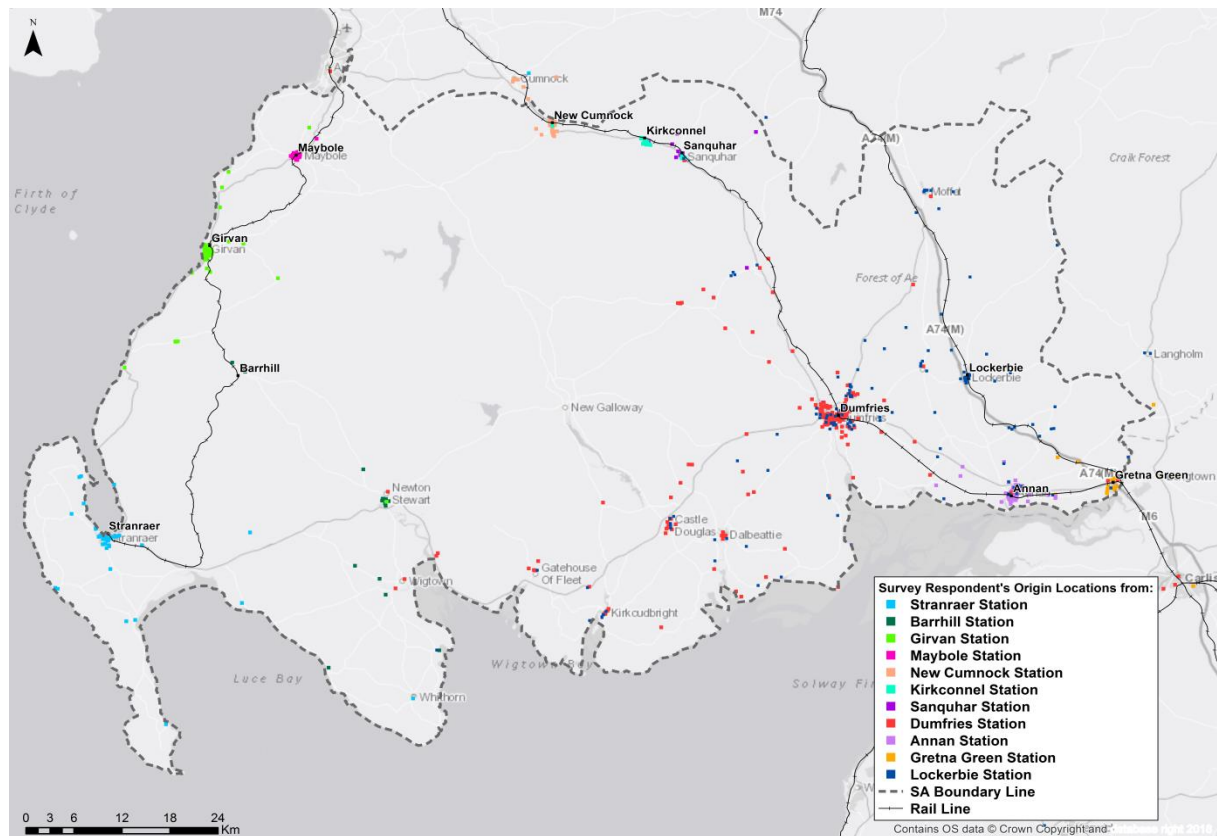 N
M74
Cumnock
New Cumnock
Kirkconnel
Sanquhar
Sanquhar
A74(M)
Craik Forest
Maybole
Maybole
Moffat
Firth of
Clyde
Girvan
Girvan
Forest of Ae
A74(M)
Langholm
Barrhill
Lockerbie
Lockerbie
New Galloway
Dumfries
Newton
Stewart
A74(M)
Gretna Green
Annan
M6
Stranraer
Stranraer
Castle
Douglas
Dalbeattie
Gatehouse
Of Fleet
Wigtown
Kirkcudbright
Wigtown Bay
Luce Bay
Whithorn
Solway
Survey Respondent's Origin Locations from:
Stranraer Station
Barrhill Station
Girvan Station
Maybole Station
New Cumnock Station
Kirkconnel Station
Sanquhar Station
Dumfries Station
Annan Station
Gretna Green Station
Lockerbie Station
SA Boundary Line
Rail Line
0 3 6 12 18 24
Km
Contains OS data © Crown Copyright and database right 2018